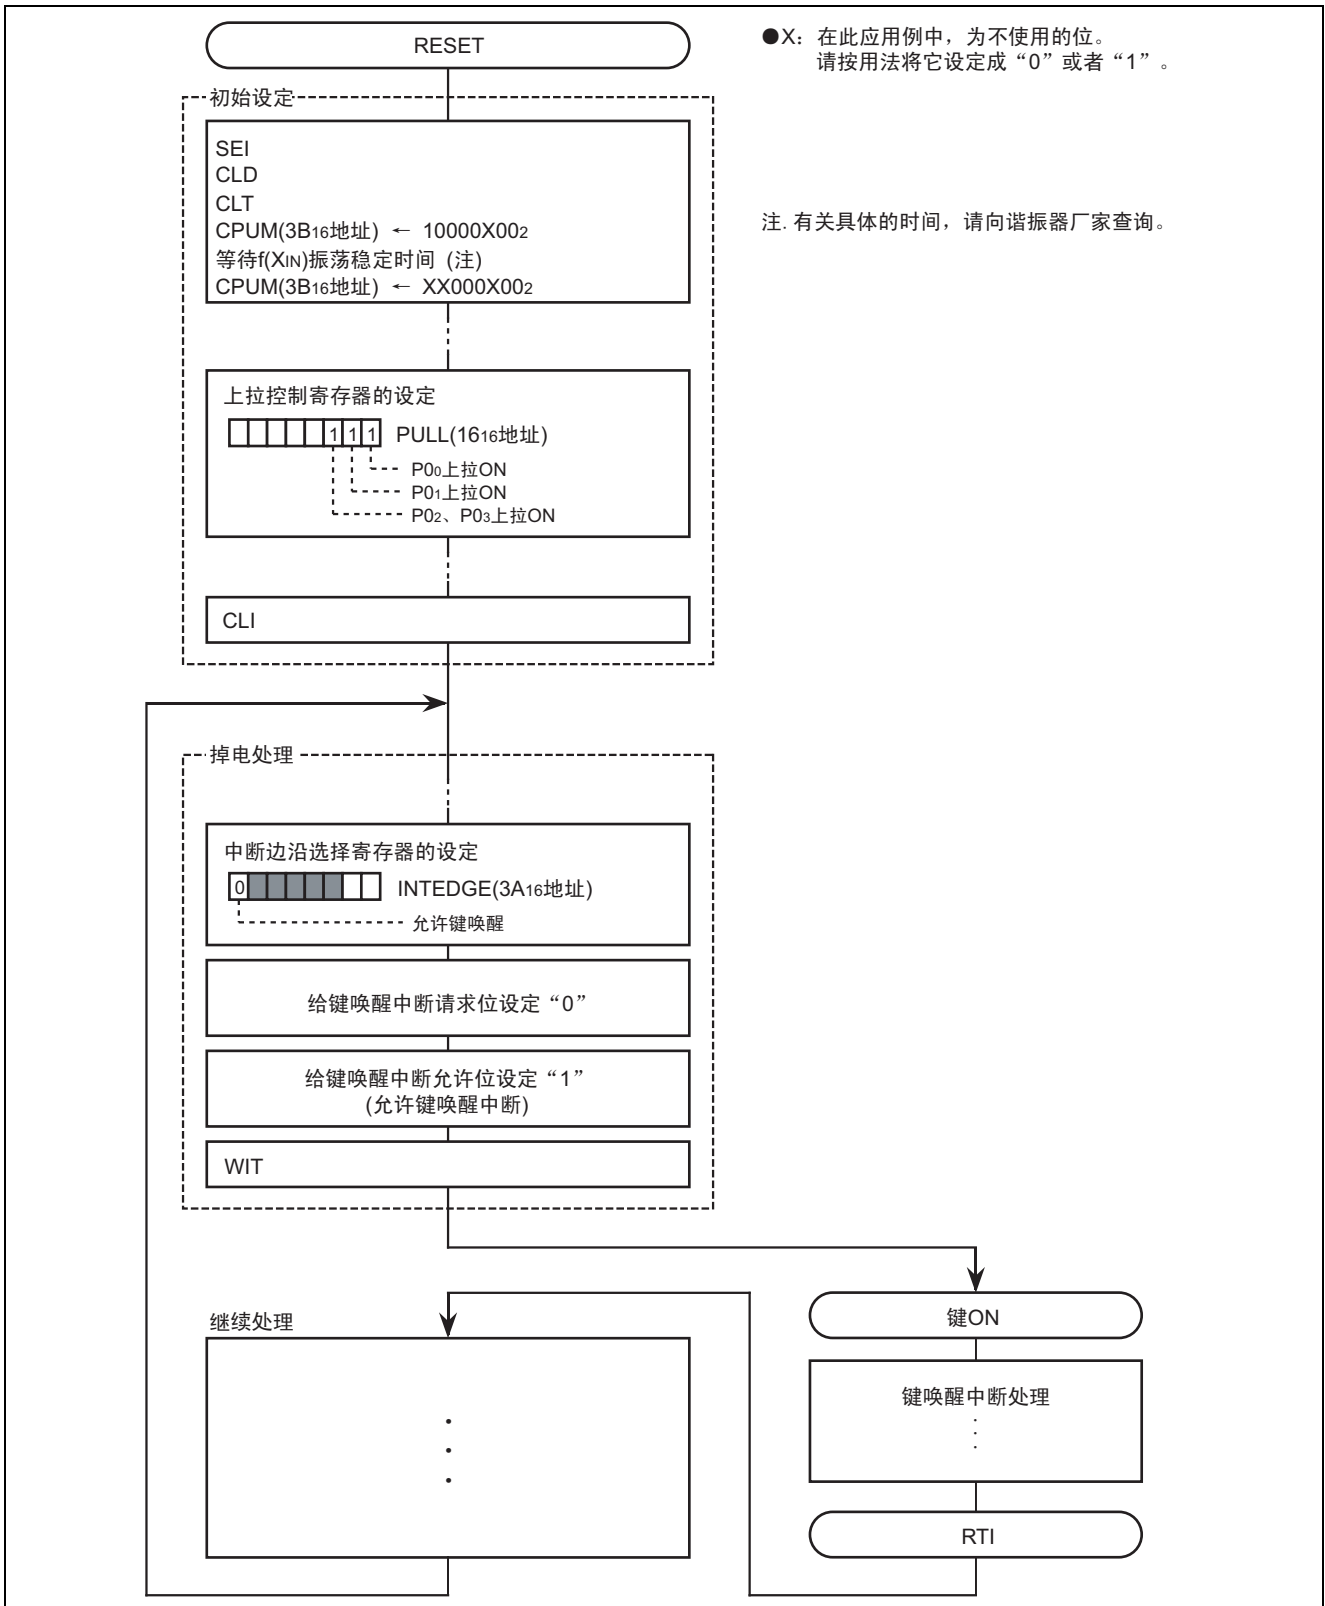 RESET
●X：在此应用例中，为不使用的位。
请按用法将它设定成“0”或者“1”。
初始设定
SEI
CLD
CLT
CPUM(3B16地址) ← 10000X002
等待f(XIN)振荡稳定时间 (注)
CPUM(3B16地址) ← XX000X002
注. 有关具体的时间，请向谐振器厂家查询。
上拉控制寄存器的设定
1 1 1 PULL(1616地址)
P00上拉ON
P01上拉ON
P02、P03上拉ON
CLI
掉电处理
中断边沿选择寄存器的设定
0 INTEDGE(3A16地址)
允许键唤醒
给键唤醒中断请求位设定“0”
给键唤醒中断允许位设定“1”
(允许键唤醒中断)
WIT
键ON
继续处理
键唤醒中断处理
RTI